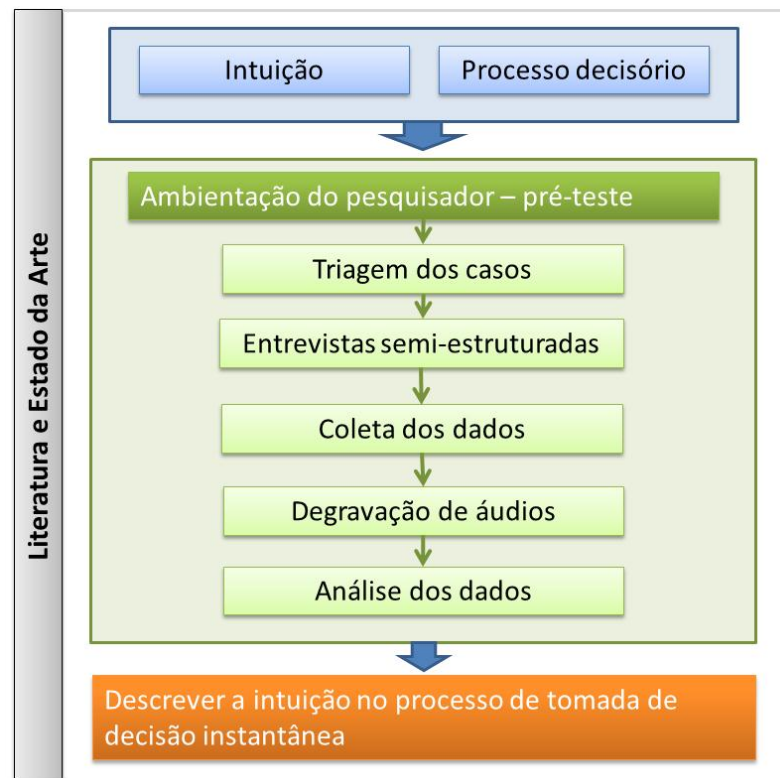 Literatura e Estado da Arte
Intuição
Processo decisório
Ambientação do pesquisador – pré-teste
Triagem dos casos
Entrevistas semi-estruturadas
Coleta dos dados
Degravação de áudios
Análise dos dados
Descrever a intuição no processo de tomada de
decisão instantânea